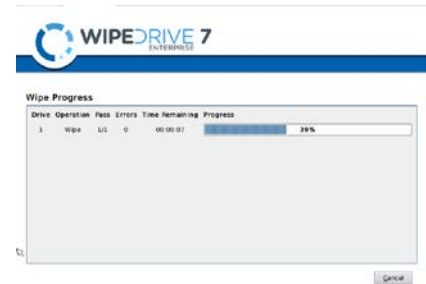 WIPEDRIVE 7
ENTERPRISE
Wipe Progress
Drive Operation Pass Errors Time Remaining Progress
1 Wipe 1/1 0 00:00:07 39%
Cancel